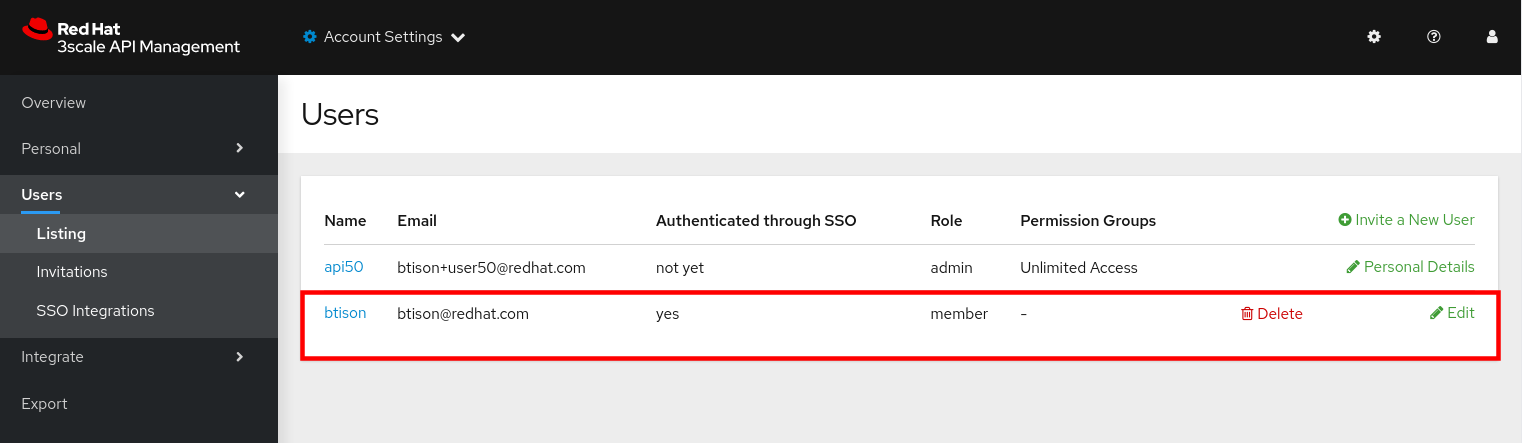 Red Hat
3scale API Management
Account Settings
Overview
Personal
Users
Listing
Invitations
SSO Integrations
Integrate
Export
Users
Name Email Authenticated through SSO Role Permission Groups Invite a New User
api50 btison+user50@redhat.com not yet admin Unlimited Access Personal Details
btison btison@redhat.com yes member - Delete Edit